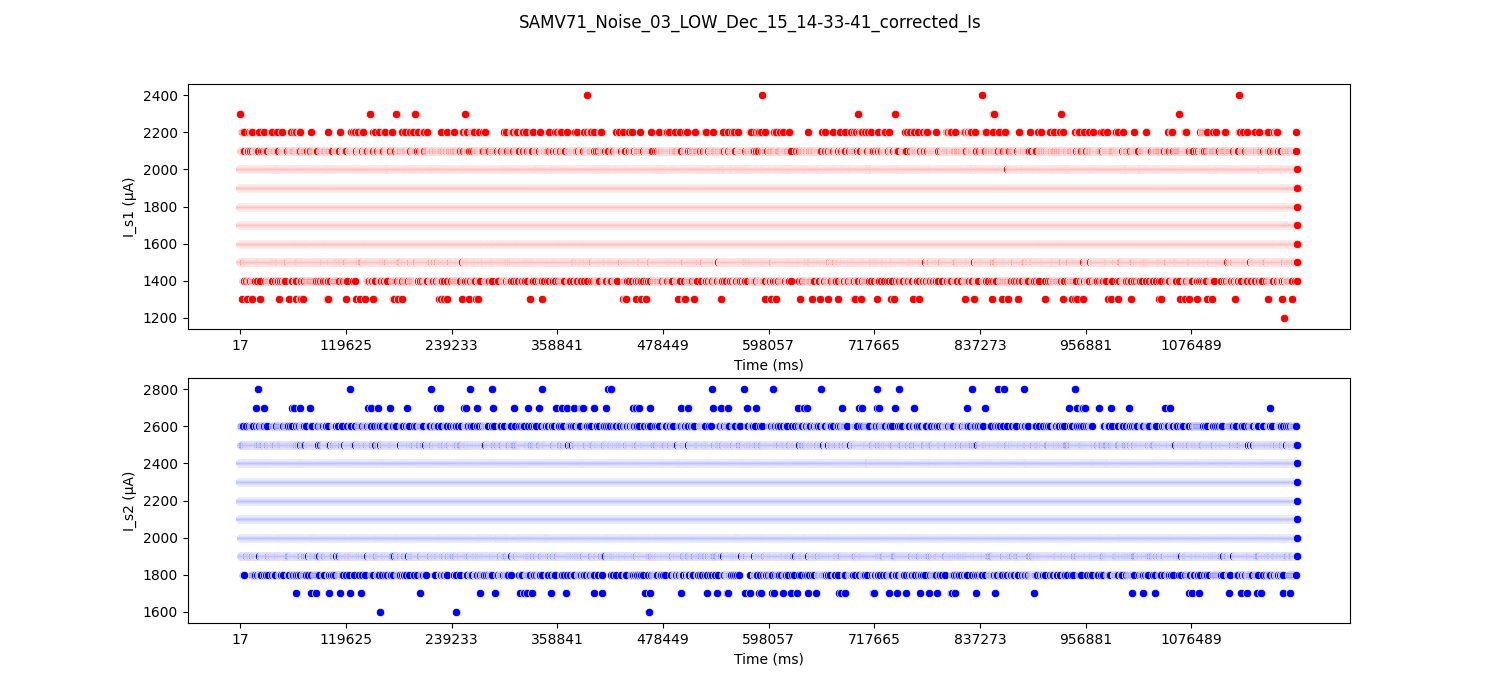 SAMV71_Noise_03_LOW_Dec_15_14-33-41_corrected_Is
2400
2200
2000
1800
1600
1400
1200
I_s1 (µA)
17 119625 239233 358841 478449 598057 717665 837273 956881 1076489
Time (ms)
2800
2600
2400
2200
2000
1800
1600
I_s2 (µA)
17 119625 239233 358841 478449 598057 717665 837273 956881 1076489
Time (ms)